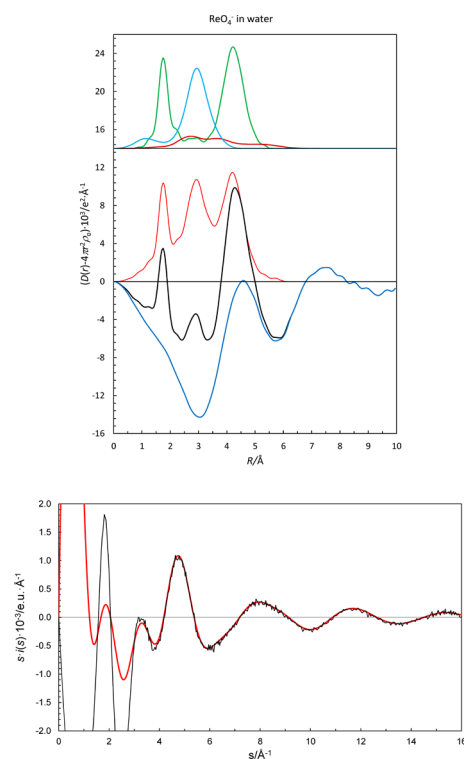 ReO₄⁻ in water
24
20
16
12
8
4
0
-4
-8
-12
-16
(D(r)-4πr²ρₒ)·10³/e²·Å⁻¹
0 1 2 3 4 5 6 7 8 9 10
R/Å
2.0
1.5
1.0
0.5
0.0
-0.5
-1.0
-1.5
-2.0
s·i(s)·10⁻³/e.u.·Å⁻¹
0 2 4 6 8 10 12 14 16
s/Å⁻¹